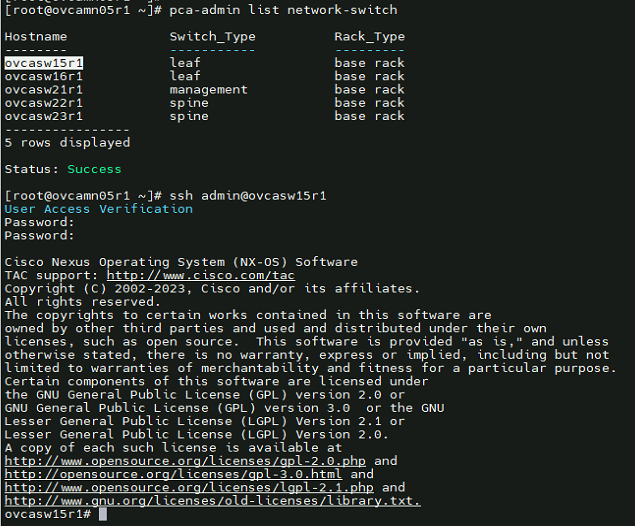 [root@ovcamn05r1 ~]# pca-admin list network-switch
Hostname Switch_Type Rack_Type
-------- ----------- ---------
ovcasw15r1 leaf base rack
ovcasw16r1 leaf base rack
ovcasw21r1 management base rack
ovcasw22r1 spine base rack
ovcasw23r1 spine base rack
----------------
5 rows displayed
Status: Success
[root@ovcamn05r1 ~]# ssh admin@ovcasw15r1
User Access Verification
Password:
Password:
Cisco Nexus Operating System (NX-OS) Software
TAC support: http://www.cisco.com/tac
Copyright (C) 2002-2023, Cisco and/or its affiliates.
All rights reserved.
The copyrights to certain works contained in this software are
owned by other third parties and used and distributed under their own
licenses, such as open source.  This software is provided "as is," and unless
otherwise stated, there is no warranty, express or implied, including but not
limited to warranties of merchantability and fitness for a particular purpose.
Certain components of this software are licensed under
the GNU General Public License (GPL) version 2.0 or
GNU General Public License (GPL) version 3.0  or the GNU
Lesser General Public License (LGPL) Version 2.1 or
Lesser General Public License (LGPL) Version 2.0.
A copy of each such license is available at
http://www.opensource.org/licenses/gpl-2.0.php and
http://opensource.org/licenses/gpl-3.0.html and
http://www.opensource.org/licenses/lgpl-2.1.php and
http://www.gnu.org/licenses/old-licenses/library.txt.
ovcasw15r1#